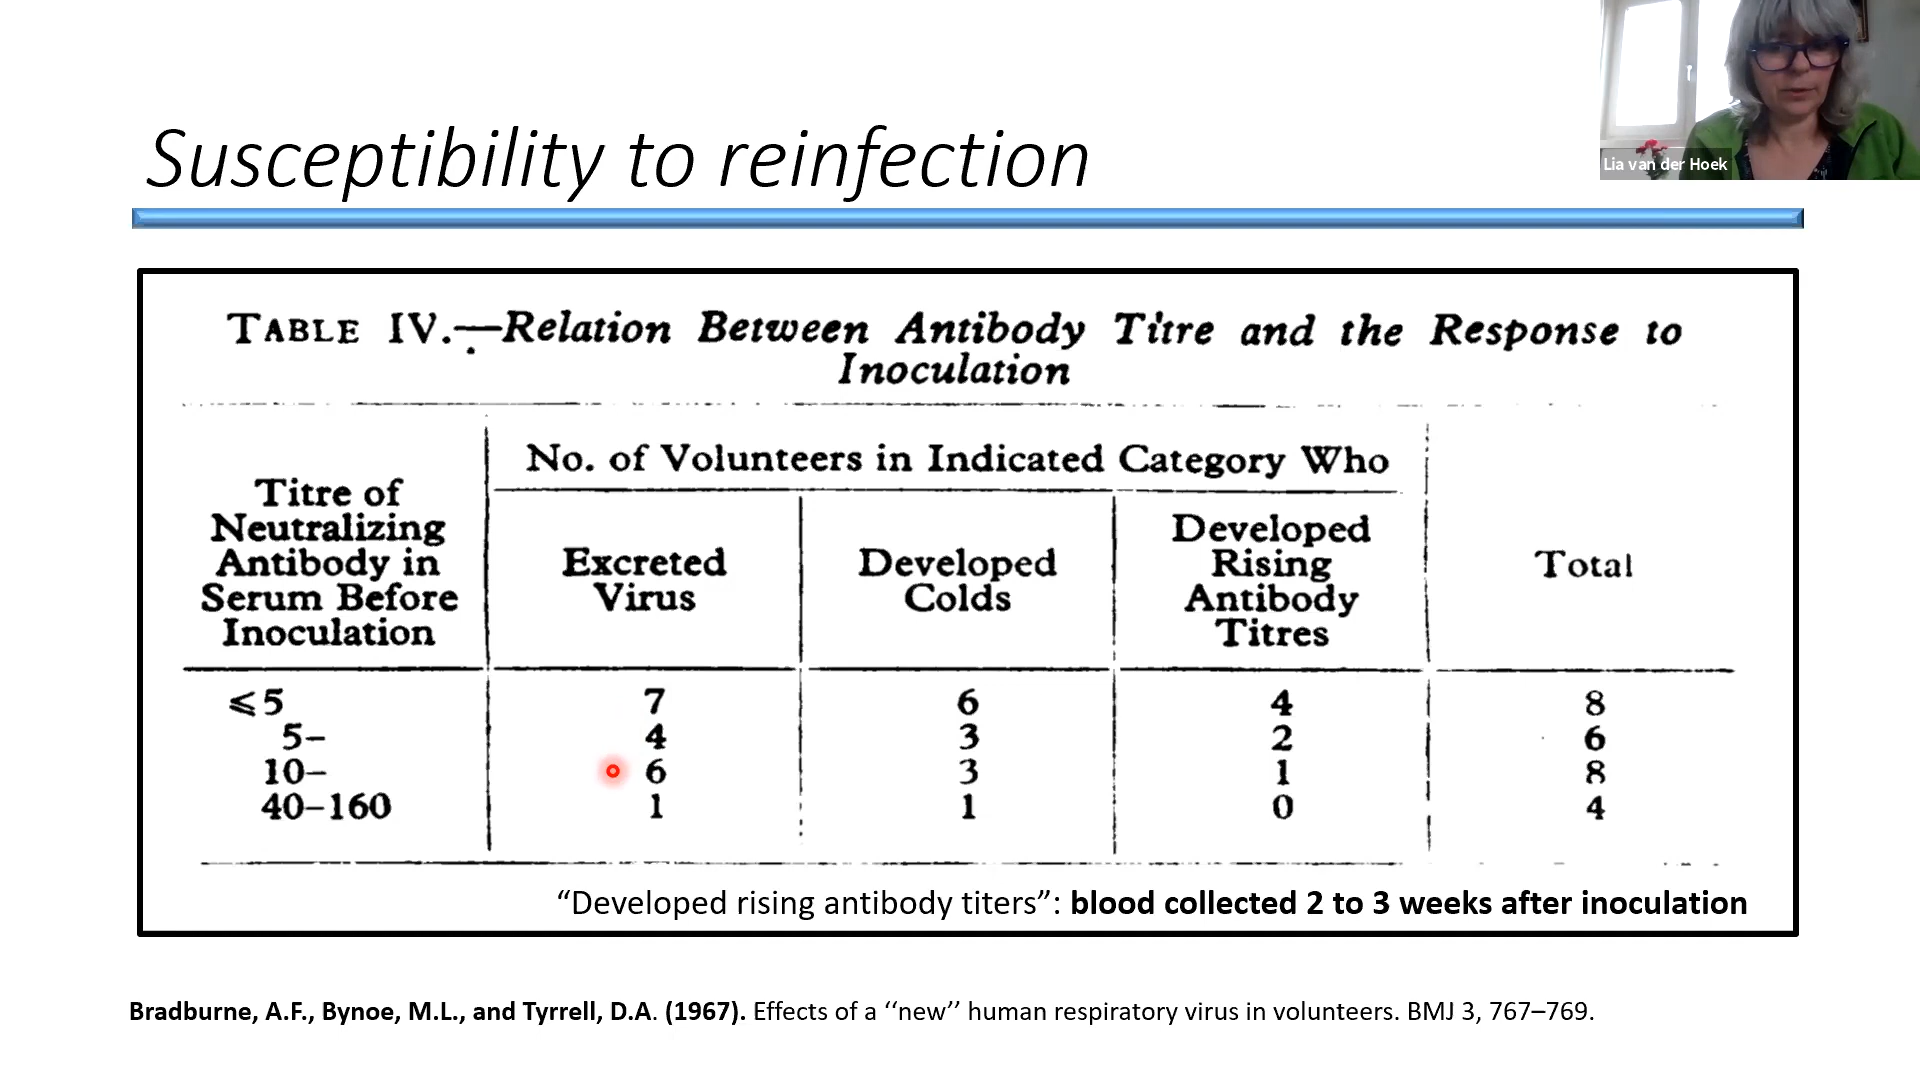 Lia van der Hoek
Susceptibility to reinfection
TABLE IV.—Relation Between Antibody Titre and the Response to
Inoculation
No. of Volunteers in Indicated Category Who
Titre of
Neutralizing
Antibody in
Serum Before
Inoculation
Excreted
Virus
Developed
Colds
Developed
Rising
Antibody
Titres
Total
⩽5 7 6 4 8
5– 4 3 2 6
10– 6 3 1 8
40–160 1 1 0 4
“Developed rising antibody titers”: blood collected 2 to 3 weeks after inoculation
Bradburne, A.F., Bynoe, M.L., and Tyrrell, D.A. (1967). Effects of a ‘‘new’’ human respiratory virus in volunteers. BMJ 3, 767–769.